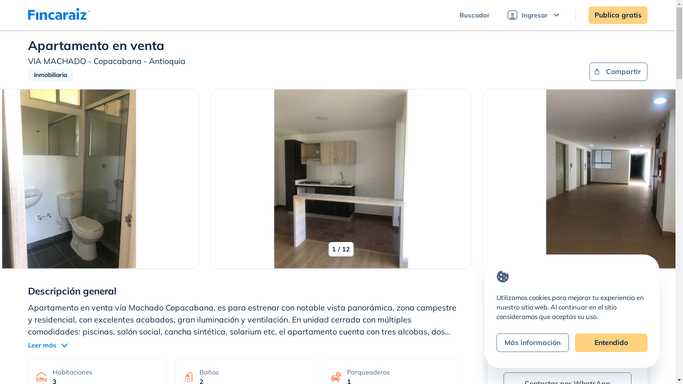 Fincaraiz
Buscador
Ingresar
Publica gratis
Apartamento en venta
VIA MACHADO - Copacabana - Antioquia
Inmobiliaria
Compartir
1 / 12
Descripción general
Apartamento en venta vía Machado Copacabana, es para estrenar con notable vista panorámica, zona campestre
y residencial, con excelentes acabados, gran iluminación y ventilación. En unidad cerrada con múltiples
comodidades: piscinas, salón social, cancha sintética, solarium etc, el apartamento cuenta con tres alcobas, dos...
Leer más
Habitaciones
3
Baños
2
Parqueaderos
1
Utilizamos cookies para mejorar tu experiencia en
nuestro sitio web. Al continuar en el sitio
consideramos que aceptas su uso.
Más información
Entendido
Contactar por WhatsApp